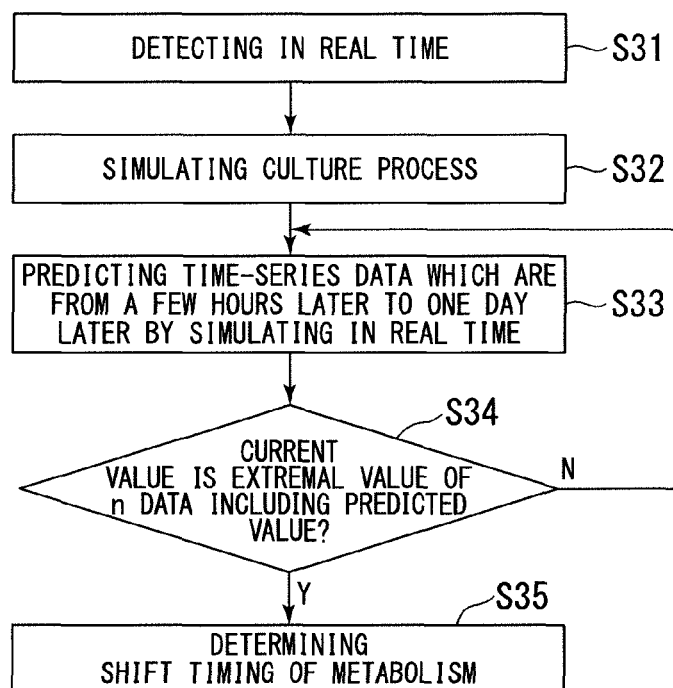 DETECTING IN REAL TIME
S31
SIMULATING CULTURE PROCESS
S32
PREDICTING TIME-SERIES DATA WHICH ARE
FROM A FEW HOURS LATER TO ONE DAY
LATER BY SIMULATING IN REAL TIME
S33
S34
CURRENT
VALUE IS EXTREMAL VALUE OF
n DATA INCLUDING PREDICTED
VALUE?
N
Y
S35
DETERMINING
SHIFT TIMING OF METABOLISM